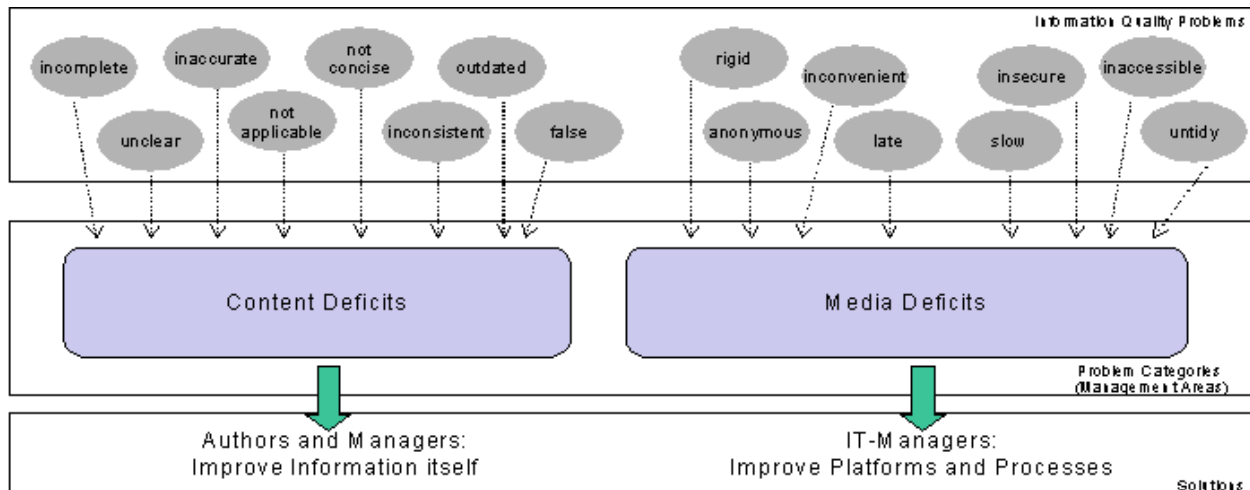 Information Quality Problems
incomplete
inaccurate
not
concise
outdated
rigid
inconvenient
insecure
inaccessible
unclear
not
applicable
inconsistent
false
anonymous
late
slow
untidy
Content Deficits
Media Deficits
Problem Categories
(Management Areas)
Authors and Managers:
Improve Information itself
IT-Managers:
Improve Platforms and Processes
Solutions